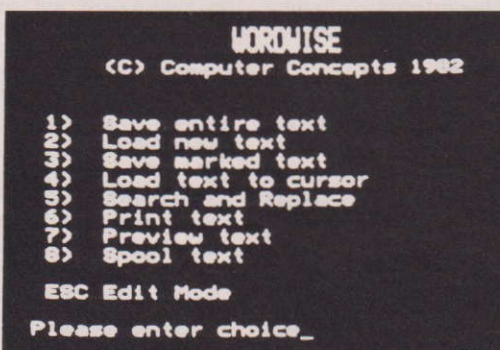 WORDWISE
(C) Computer Concepts 1982
1) Save entire text
2) Load new text
3) Save marked text
4) Load text to cursor
5) Search and Replace
6) Print text
7) Preview text
8) Spool text
ESC Edit Mode
Please enter choice_